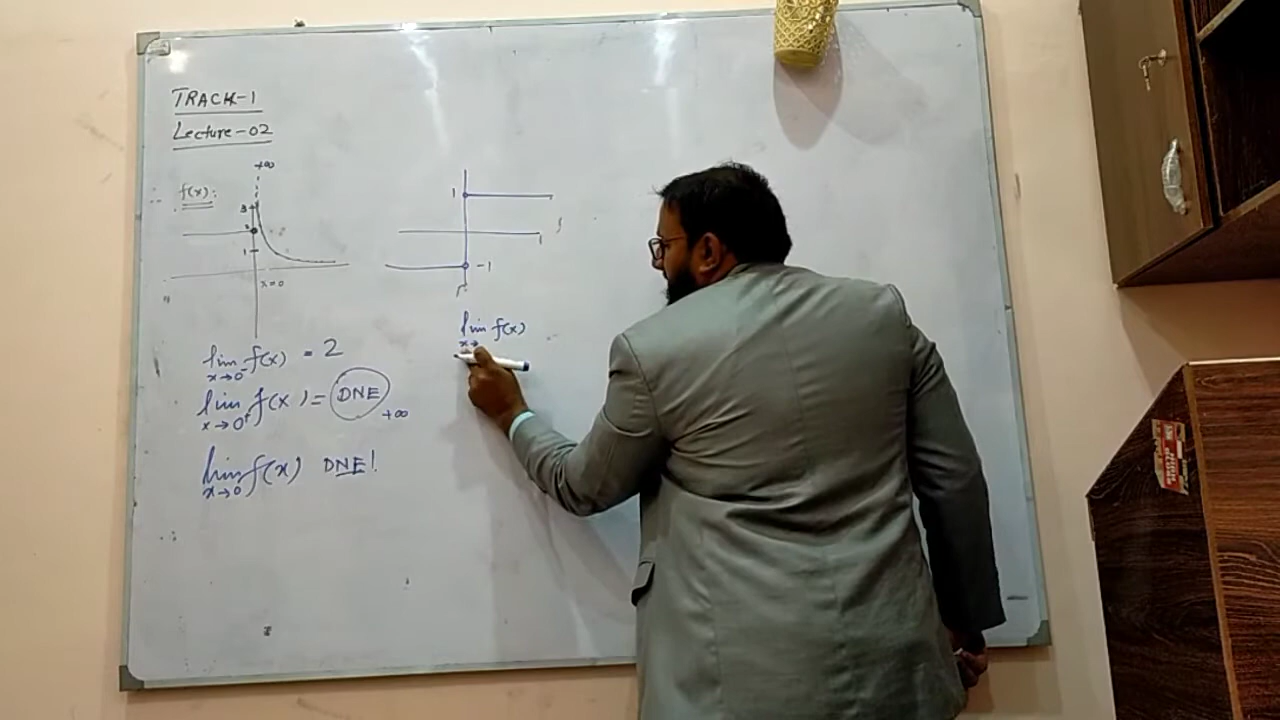 TRACK-1
Lecture-02
+∞
f(x):
3
2
1
x=0
lim f(x) = 2
x→0⁻
lim f(x) = DNE
x→0⁺ +∞
lim f(x) DNE!
x→0
1
-1
lim f(x)
x→